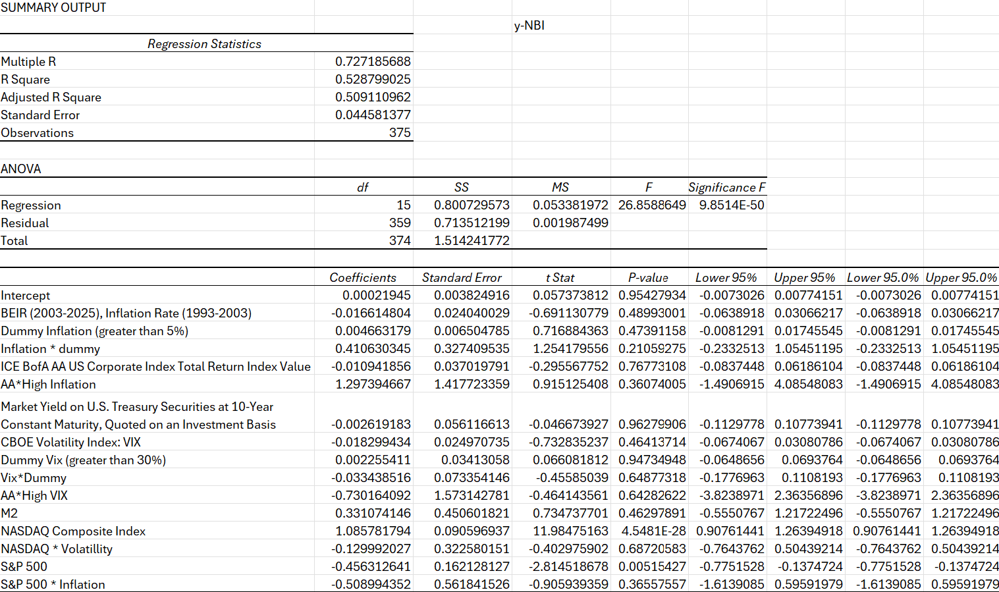 SUMMARY OUTPUT
y-NBI
Regression Statistics
Multiple R 0.727185688
R Square 0.528799025
Adjusted R Square 0.509110962
Standard Error 0.044581377
Observations 375
ANOVA
df SS MS F Significance F
Regression 15 0.800729573 0.053381972 26.8588649 9.8514E-50
Residual 359 0.713512199 0.001987499
Total 374 1.514241772
Coefficients Standard Error t Stat P-value Lower 95% Upper 95% Lower 95.0% Upper 95.0%
Intercept 0.00021945 0.003824916 0.057373812 0.95427934 -0.0073026 0.00774151 -0.0073026 0.00774151
BEIR (2003-2025), Inflation Rate (1993-2003) -0.016614804 0.024040029 -0.691130779 0.48993001 -0.0638918 0.03066217 -0.0638918 0.03066217
Dummy Inflation (greater than 5%) 0.004663179 0.006504785 0.716884363 0.47391158 -0.0081291 0.01745545 -0.0081291 0.01745545
Inflation * dummy 0.410630345 0.327409535 1.254179556 0.21059275 -0.2332513 1.05451195 -0.2332513 1.05451195
ICE BofA AA US Corporate Index Total Return Index Value -0.010941856 0.037019791 -0.295567752 0.76773108 -0.0837448 0.06186104 -0.0837448 0.06186104
AA*High Inflation 1.297394667 1.417723359 0.915125408 0.36074005 -1.4906915 4.08548083 -1.4906915 4.08548083
Market Yield on U.S. Treasury Securities at 10-Year
Constant Maturity, Quoted on an Investment Basis -0.002619183 0.056116613 -0.046673927 0.96279906 -0.1129778 0.10773941 -0.1129778 0.10773941
CBOE Volatility Index: VIX -0.018299434 0.024970735 -0.732835237 0.46413714 -0.0674067 0.03080786 -0.0674067 0.03080786
Dummy Vix (greater than 30%) 0.002255411 0.03413058 0.066081812 0.94734948 -0.0648656 0.0693764 -0.0648656 0.0693764
Vix*Dummy -0.033438516 0.073354146 -0.45585039 0.64877318 -0.1776963 0.1108193 -0.1776963 0.1108193
AA*High VIX -0.730164092 1.573142781 -0.464143561 0.64282622 -3.8238971 2.36356896 -3.8238971 2.36356896
M2 0.331074146 0.450601821 0.734737701 0.46297891 -0.5550767 1.21722496 -0.5550767 1.21722496
NASDAQ Composite Index 1.085781794 0.090596937 11.98475163 4.5481E-28 0.90761441 1.26394918 0.90761441 1.26394918
NASDAQ * Volatillity -0.129992027 0.322580151 -0.402975902 0.68720583 -0.7643762 0.50439214 -0.7643762 0.50439214
S&P 500 -0.456312641 0.162128127 -2.814518678 0.00515427 -0.7751528 -0.1374724 -0.7751528 -0.1374724
S&P 500 * Inflation -0.508994352 0.561841526 -0.905939359 0.36557557 -1.6139085 0.59591979 -1.6139085 0.59591979